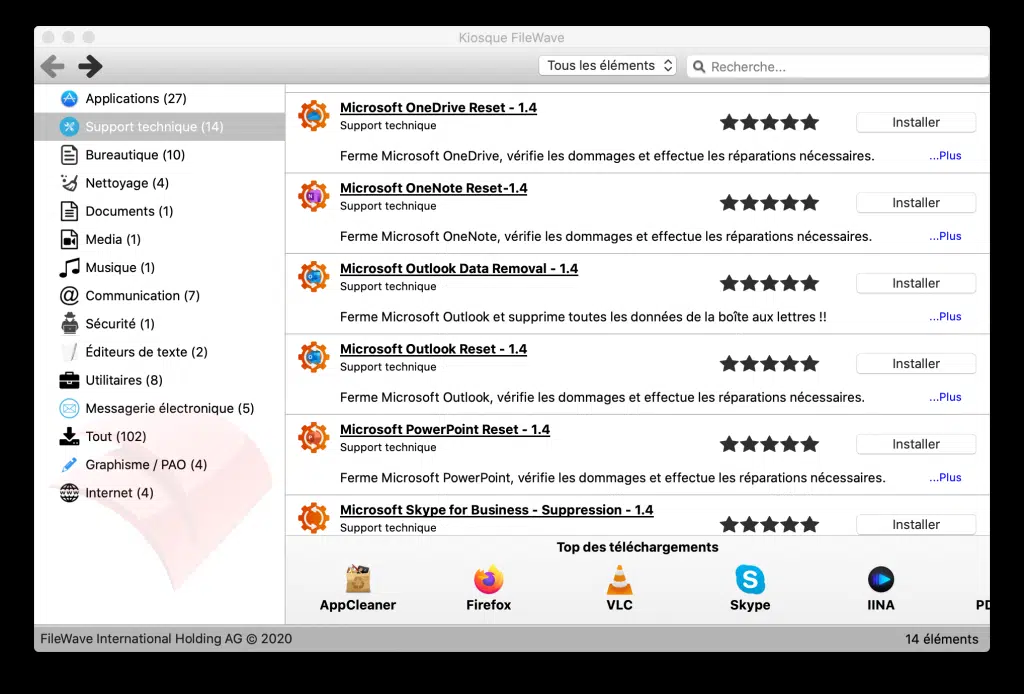 Kiosque FileWave
Tous les éléments
Recherche...
Applications (27)
Support technique (14)
Bureautique (10)
Nettoyage (4)
Documents (1)
Media (1)
Musique (1)
Communication (7)
Sécurité (1)
Éditeurs de texte (2)
Utilitaires (8)
Messagerie électronique (5)
Tout (102)
Graphisme / PAO (4)
Internet (4)
Microsoft OneDrive Reset - 1.4
Support technique
Installer
Ferme Microsoft OneDrive, vérifie les dommages et effectue les réparations nécessaires.
...Plus
Microsoft OneNote Reset-1.4
Support technique
Installer
Ferme Microsoft OneNote, vérifie les dommages et effectue les réparations nécessaires.
...Plus
Microsoft Outlook Data Removal - 1.4
Support technique
Installer
Ferme Microsoft Outlook et supprime toutes les données de la boîte aux lettres !!
...Plus
Microsoft Outlook Reset - 1.4
Support technique
Installer
Ferme Microsoft Outlook, vérifie les dommages et effectue les réparations nécessaires.
...Plus
Microsoft PowerPoint Reset - 1.4
Support technique
Installer
Ferme Microsoft PowerPoint, vérifie les dommages et effectue les réparations nécessaires.
...Plus
Microsoft Skype for Business - Suppression - 1.4
Support technique
Installer
Top des téléchargements
AppCleaner
Firefox
VLC
Skype
IINA
FileWave International Holding AG © 2020
14 éléments